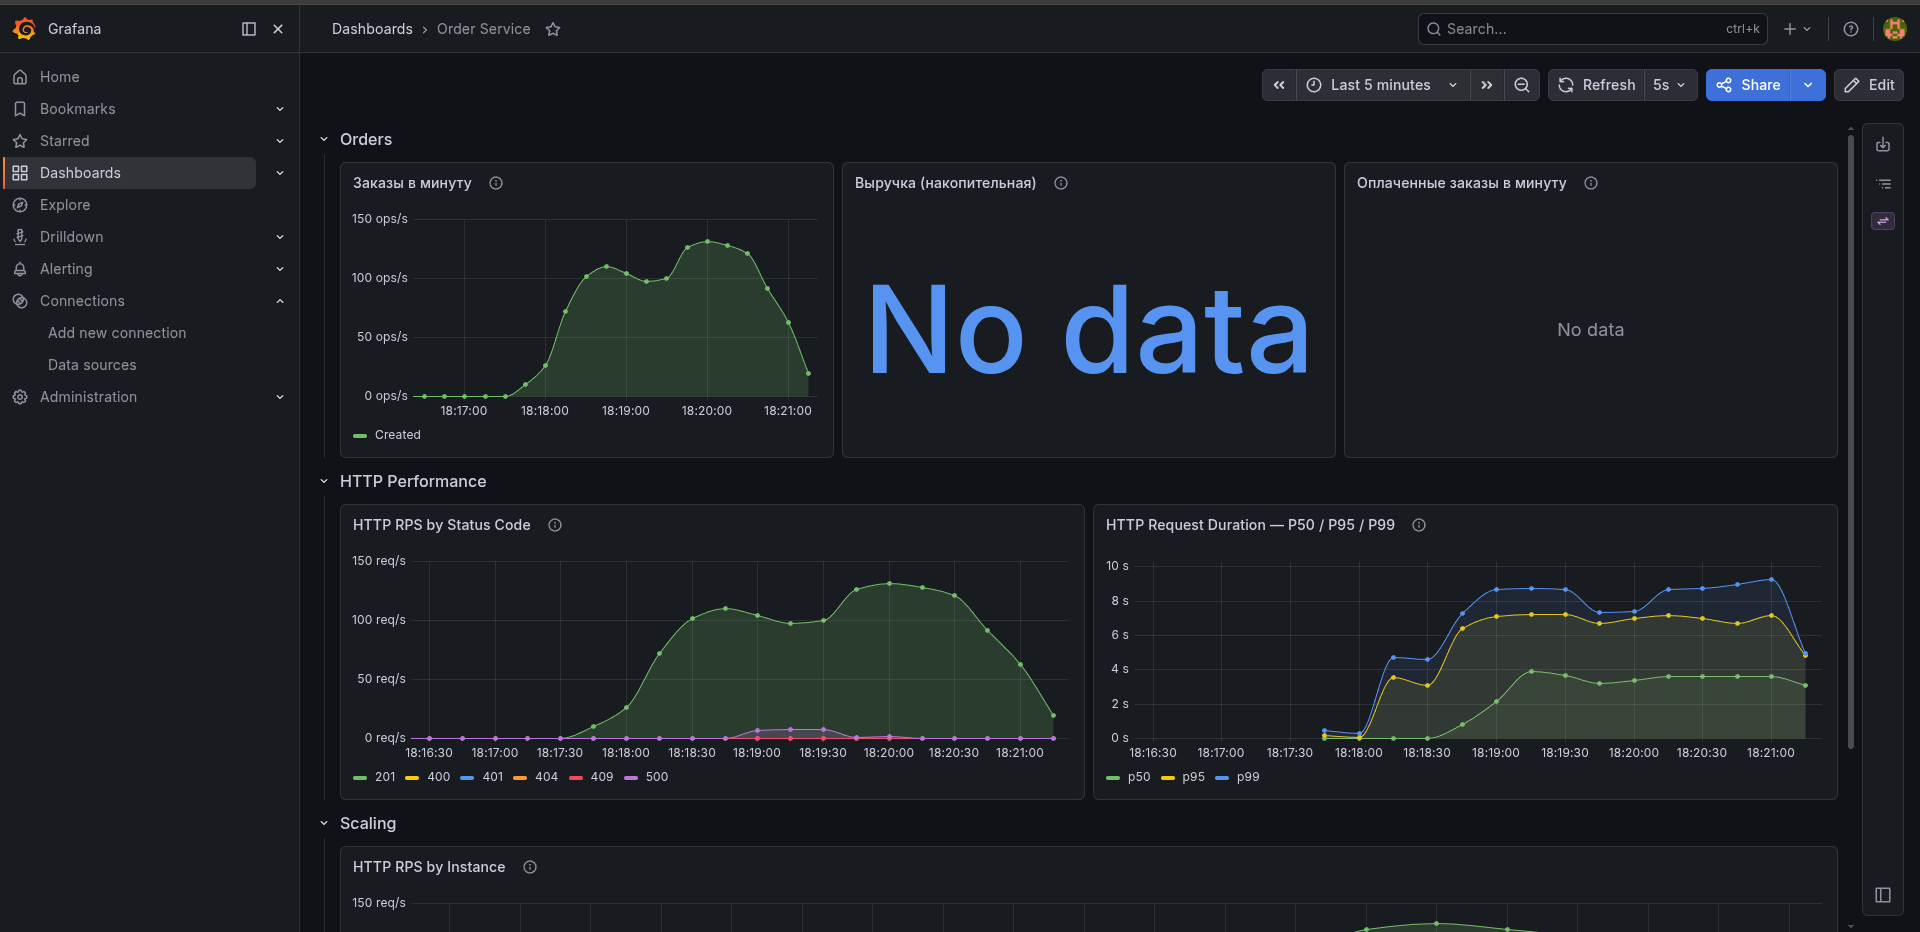 Grafana
Dashboards › Order Service
Search...
ctrl+k
Home
Bookmarks
Starred
Dashboards
Explore
Drilldown
Alerting
Connections
Add new connection
Data sources
Administration
Last 5 minutes
Refresh
5s
Share
Edit
Orders
Заказы в минуту
150 ops/s
100 ops/s
50 ops/s
0 ops/s
18:17:00 18:18:00 18:19:00 18:20:00 18:21:00
Created
Выручка (накопительная)
No data
Оплаченные заказы в минуту
No data
HTTP Performance
HTTP RPS by Status Code
150 req/s
100 req/s
50 req/s
0 req/s
18:16:30 18:17:00 18:17:30 18:18:00 18:18:30 18:19:00 18:19:30 18:20:00 18:20:30 18:21:00
201 400 401 404 409 500
HTTP Request Duration — P50 / P95 / P99
10 s
8 s
6 s
4 s
2 s
0 s
18:16:30 18:17:00 18:17:30 18:18:00 18:18:30 18:19:00 18:19:30 18:20:00 18:20:30 18:21:00
p50 p95 p99
Scaling
HTTP RPS by Instance
150 req/s